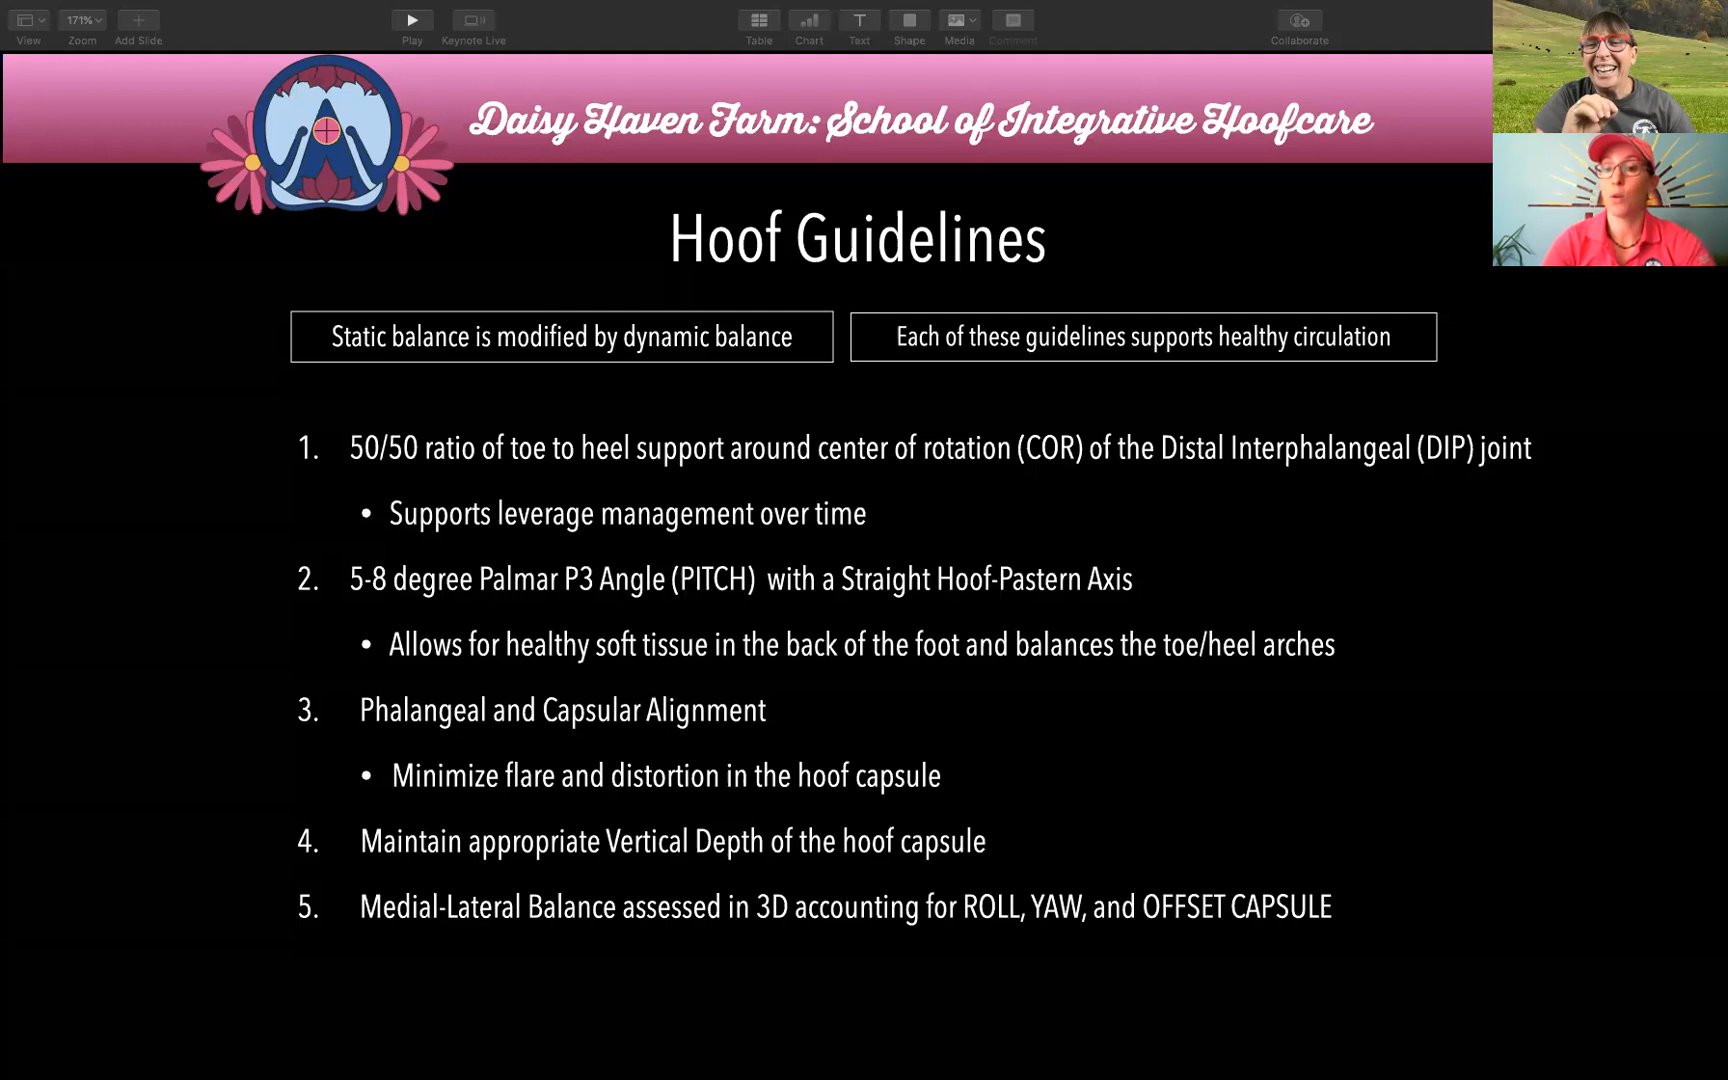 View
171%
Zoom
Add Slide
Play
Keynote Live
Table
Chart
Text
Shape
Media
Comment
Collaborate
Daisy Haven Farm: School of Integrative Hoofcare
Hoof Guidelines
Static balance is modified by dynamic balance
Each of these guidelines supports healthy circulation
1. 50/50 ratio of toe to heel support around center of rotation (COR) of the Distal Interphalangeal (DIP) joint
• Supports leverage management over time
2. 5-8 degree Palmar P3 Angle (PITCH) with a Straight Hoof-Pastern Axis
• Allows for healthy soft tissue in the back of the foot and balances the toe/heel arches
3. Phalangeal and Capsular Alignment
• Minimize flare and distortion in the hoof capsule
4. Maintain appropriate Vertical Depth of the hoof capsule
5. Medial-Lateral Balance assessed in 3D accounting for ROLL, YAW, and OFFSET CAPSULE